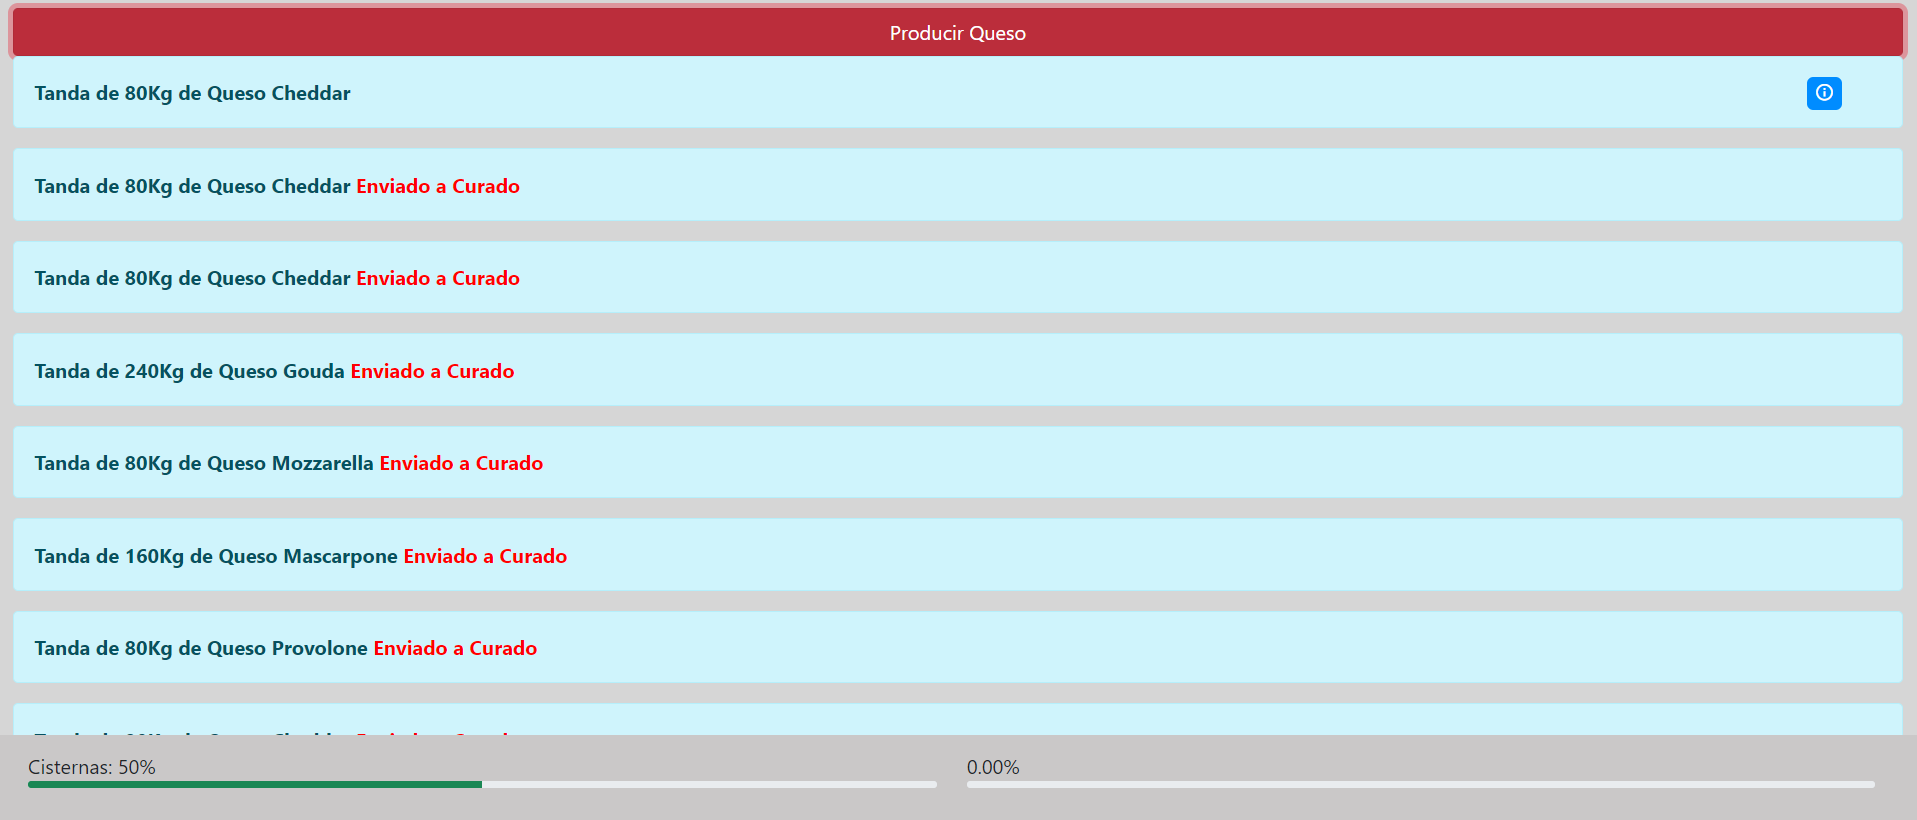 Producir Queso
Tanda de 80Kg de Queso Cheddar
Tanda de 80Kg de Queso Cheddar Enviado a Curado
Tanda de 80Kg de Queso Cheddar Enviado a Curado
Tanda de 240Kg de Queso Gouda Enviado a Curado
Tanda de 80Kg de Queso Mozzarella Enviado a Curado
Tanda de 160Kg de Queso Mascarpone Enviado a Curado
Tanda de 80Kg de Queso Provolone Enviado a Curado
Cisternas: 50%
0.00%